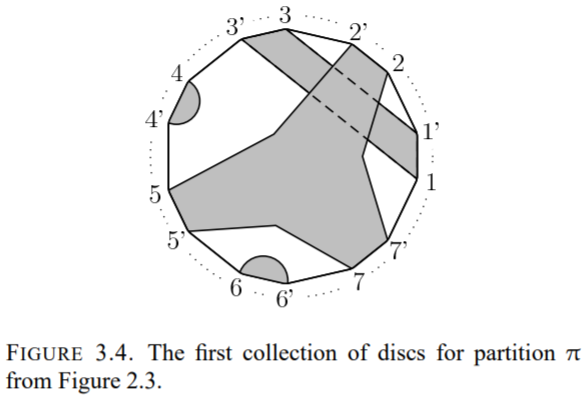 3’ 3 2’
4 2
4’ 1’
5 1
5’ 7’
6 6’ 7
FIGURE 3.4. The first collection of discs for partition π
from Figure 2.3.